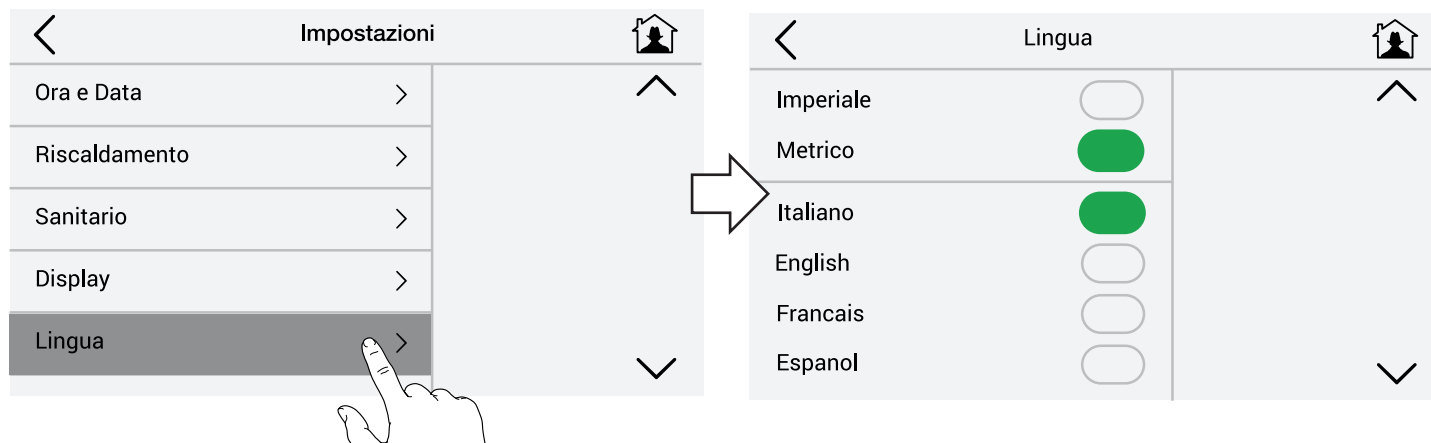 Impostazioni
Ora e Data
Riscaldamento
Sanitario
Display
Lingua
Lingua
Imperiale
Metrico
Italiano
English
Francais
Espanol